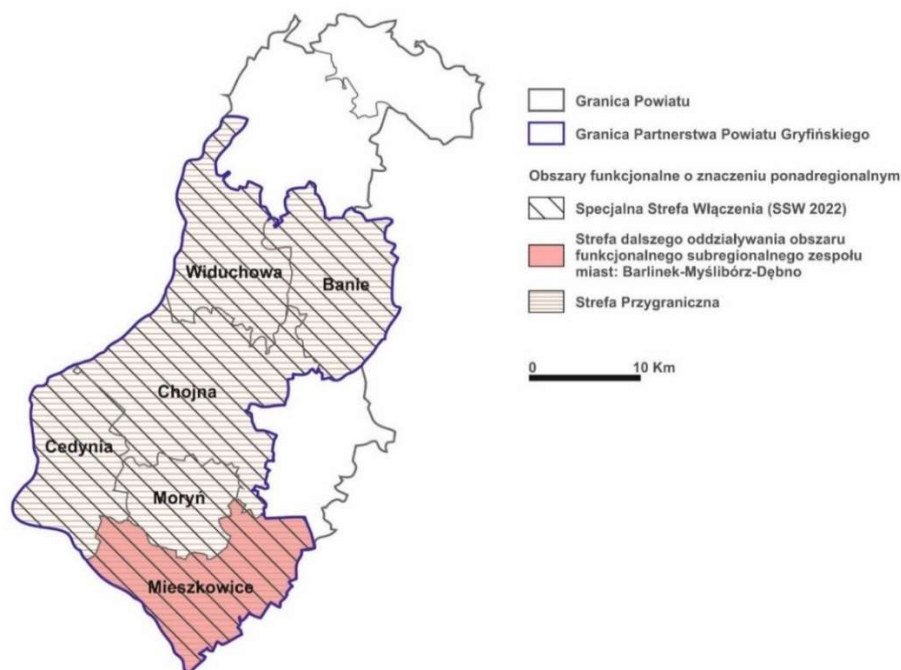 Granica Powiatu
Granica Partnerstwa Powiatu Gryfińskiego
Obszary funkcjonalne o znaczeniu ponadregionalnym
Specjalna Strefa Włączenia (SSW 2022)
Strefa dalszego oddziaływania obszaru
funkcjonalnego subregionalnego zespołu
miast: Barlinek-Myślibórz-Dębno
Strefa Przygraniczna
0 10 Km
Widuchowa
Banie
Chojna
Cedynia
Moryń
Mieszkowice